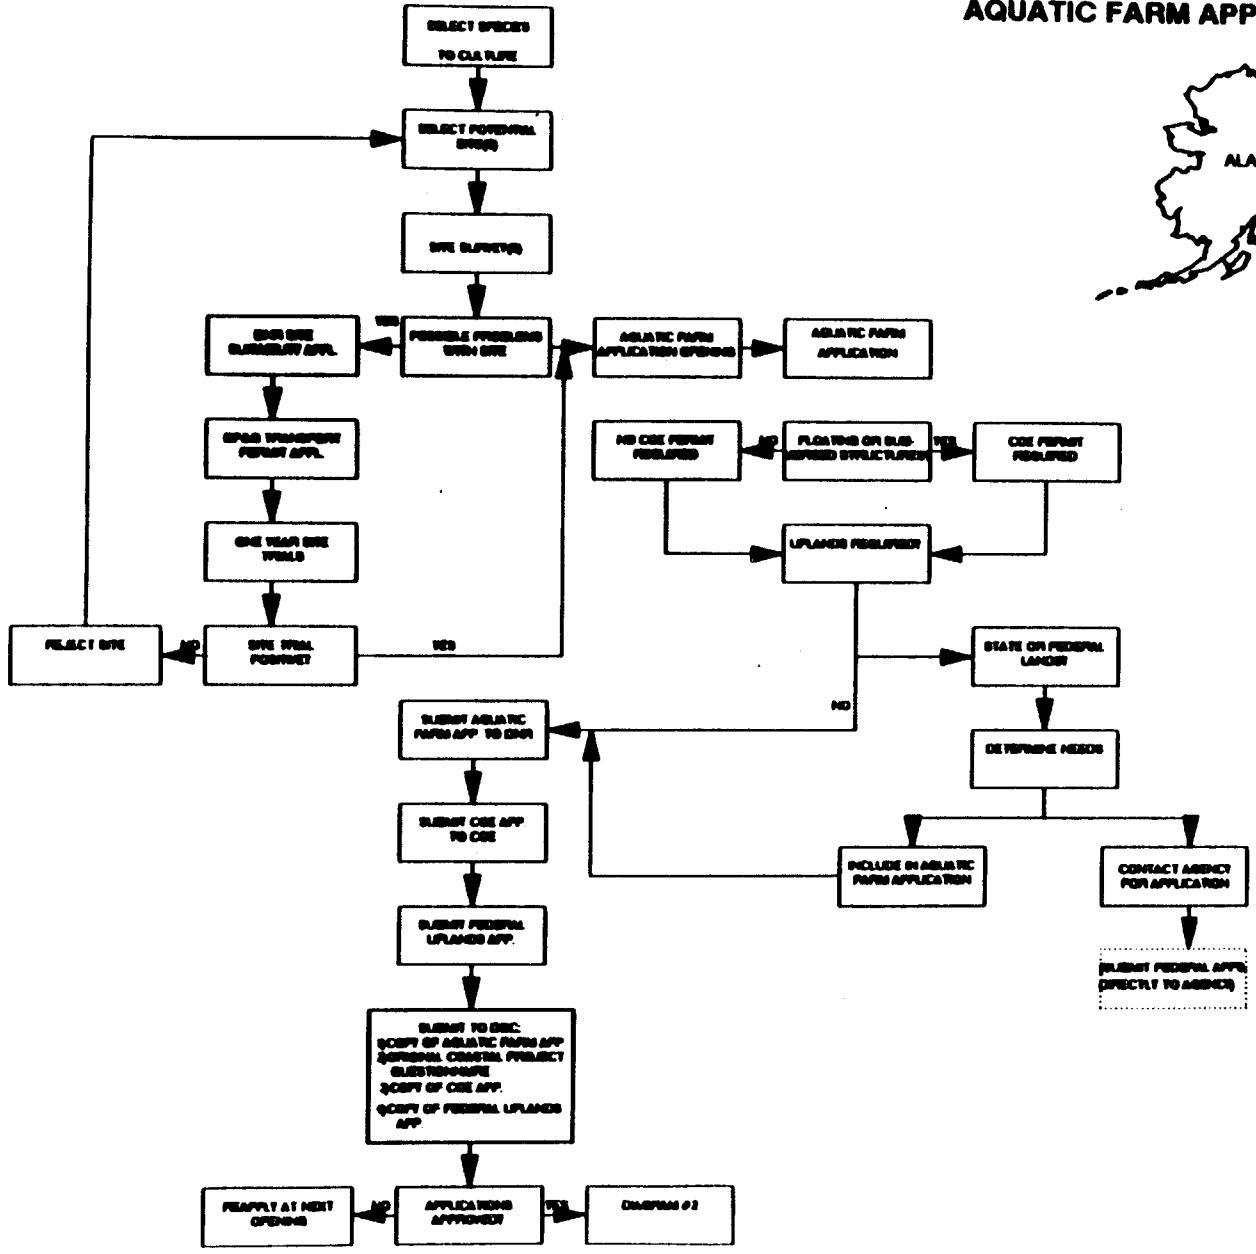 AQUATIC FARM APP
SELECT SPECIES
TO CULTURE
SELECT POTENTIAL
SITE(S)
ALA
SITE SURVEY(S)
YES
DNR SITE
SUITABILITY APPL.
POSSIBLE PROBLEMS
WITH SITE
AQUATIC FARM
APPLICATION OPENING
AQUATIC FARM
APPLICATION
TRANSPORT
PERMIT APPL.
NO COE PERMIT
REQUIRED
NO
FLOATING OR SUB-
MERGED STRUCTURES?
YES
COE PERMIT
REQUIRED
ONE YEAR SITE
TRIALS
UPLANDS REQUIRED?
REJECT SITE
NO
SITE TRIAL
POSITIVE?
YES
STATE OR FEDERAL
LANDS?
NO
SUBMIT AQUATIC
FARM APP. TO DNR
DETERMINE NEEDS
SUBMIT COE APP
TO COE
INCLUDE IN AQUATIC
FARM APPLICATION
CONTACT AGENCY
FOR APPLICATION
SUBMIT FEDERAL
UPLANDS APP.
(SUBMIT FEDERAL APPS.
DIRECTLY TO AGENCY)
SUBMIT TO DGC:
1)COPY OF AQUATIC FARM APP
2)ORIGINAL COASTAL PROJECT
QUESTIONNAIRE
3)COPY OF COE APP.
4)COPY OF FEDERAL UPLANDS
APP.
REAPPLY AT NEXT
OPENING
NO
APPLICATIONS
APPROVED?
YES
DIAGRAM #2